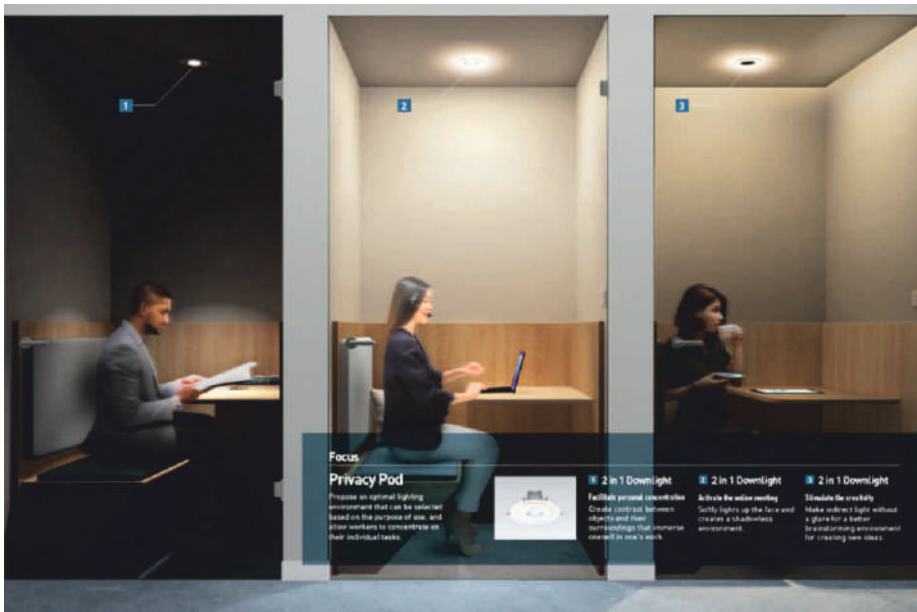 1
2
3
Focus
Privacy Pod
Propose an optimal lighting
environment that can be selected
based on the purpose of use, and
allow workers to concentrate on
their individual tasks.
1 2 in 1 Downlight
Facilitate personal concentration
Create contrast between
objects and their
surroundings that immerse
oneself in one's work.
2 2 in 1 Downlight
Activate the online meeting
Softly lights up the face and
creates a shadowless
environment.
3 2 in 1 Downlight
Stimulate the creativity
Make indirect light without
a glare for a better
brainstorming environment
for creating new ideas.